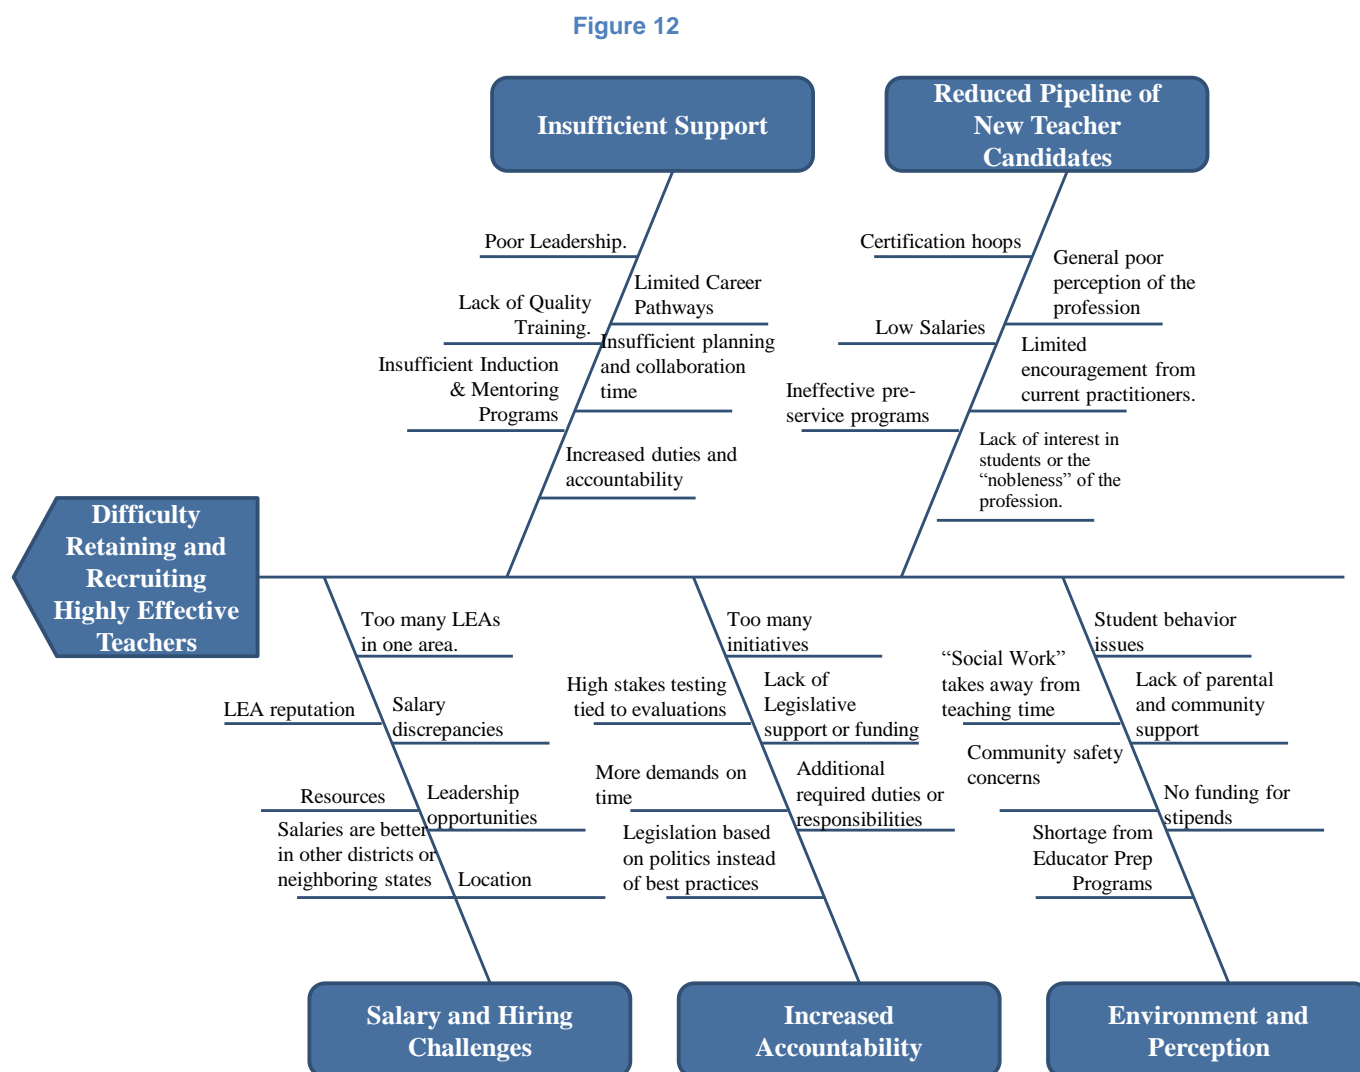 Figure 12
Insufficient Support
Reduced Pipeline of
New Teacher
Candidates
Poor Leadership.
Lack of Quality
Training.
Insufficient Induction
& Mentoring
Programs
Limited Career
Pathways
Insufficient planning
and collaboration
time
Increased duties and
accountability
Certification hoops
Low Salaries
Ineffective pre-
service programs
General poor
perception of the
profession
Limited
encouragement from
current practitioners.
Lack of interest in
students or the
“nobleness” of the
profession.
Difficulty
Retaining and
Recruiting
Highly Effective
Teachers
Too many LEAs
in one area.
LEA reputation
Salary
discrepancies
Resources
Leadership
opportunities
Salaries are better
in other districts or
neighboring states
Location
Too many
initiatives
High stakes testing
tied to evaluations
Lack of
Legislative
support or funding
More demands on
time
Additional
required duties or
responsibilities
Legislation based
on politics instead
of best practices
Student behavior
issues
“Social Work”
takes away from
teaching time
Lack of parental
and community
support
Community safety
concerns
No funding for
stipends
Shortage from
Educator Prep
Programs
Salary and Hiring
Challenges
Increased
Accountability
Environment and
Perception